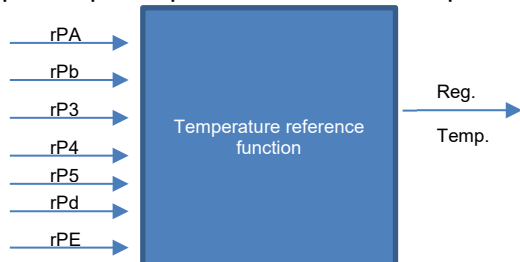 rPA
rPb
rP3
rP4
rP5
rPd
rPE
Temperature reference
function
Reg.
Temp.